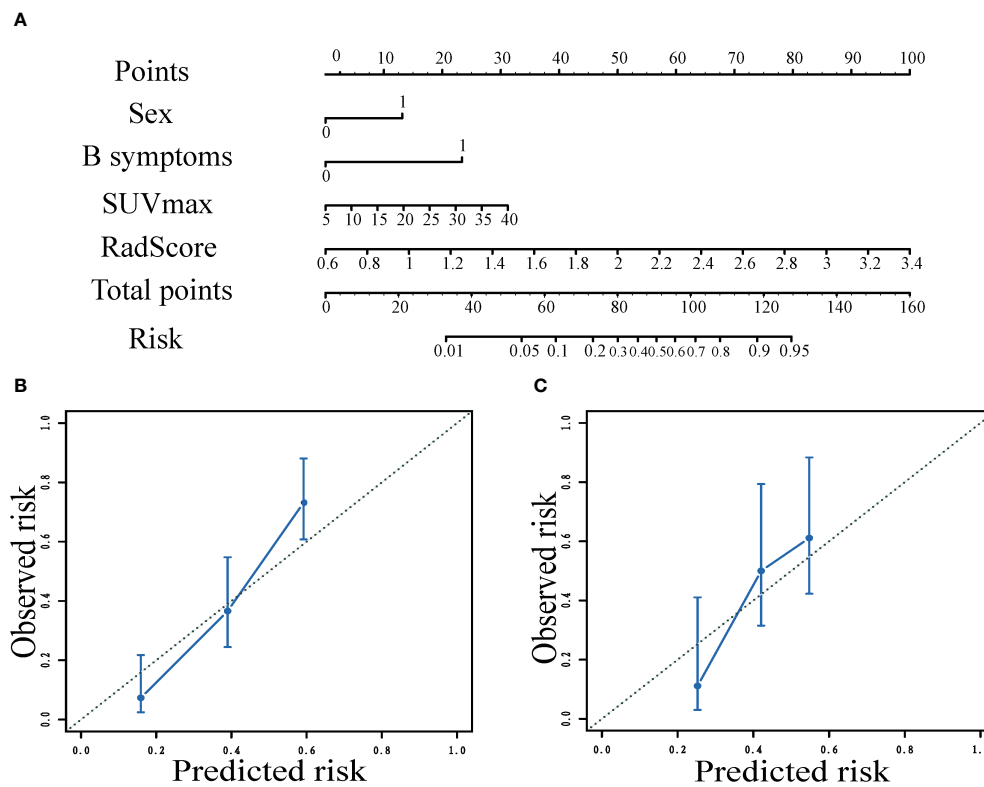 A
Points 0 10 20 30 40 50 60 70 80 90 100
Sex 0 1
B symptoms 0 1
SUVmax 5 10 15 20 25 30 35 40
RadScore 0.6 0.8 1 1.2 1.4 1.6 1.8 2 2.2 2.4 2.6 2.8 3 3.2 3.4
Total points 0 20 40 60 80 100 120 140 160
Risk 0.01 0.05 0.1 0.2 0.3 0.4 0.5 0.6 0.7 0.8 0.9 0.95
B
Observed risk
1.0
0.8
0.6
0.4
0.2
0.0
0.0 0.2 0.4 0.6 0.8 1.0
Predicted risk
C
Observed risk
1.0
0.8
0.6
0.4
0.2
0.0
0.0 0.2 0.4 0.6 0.8 1.
Predicted risk